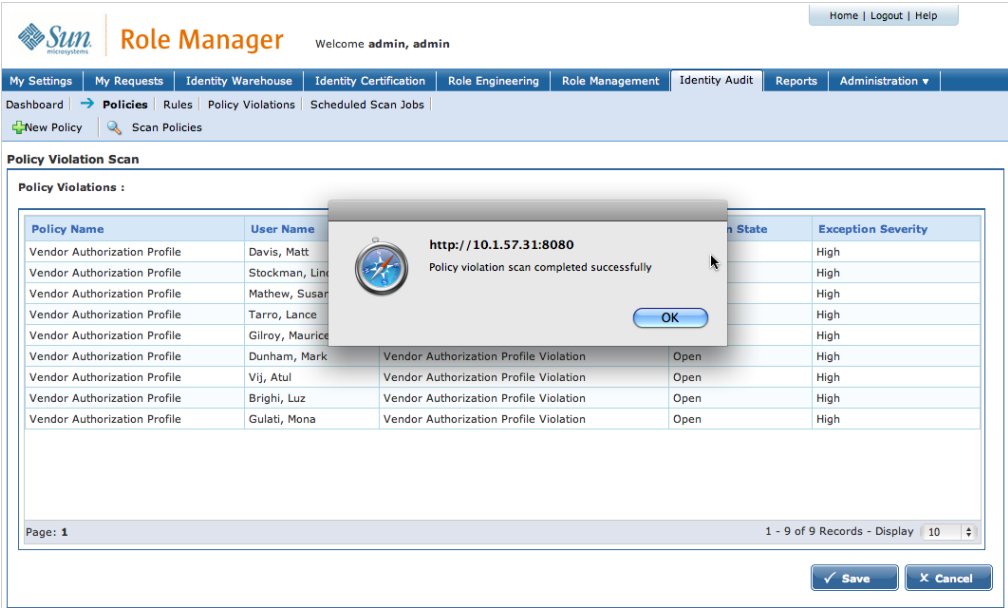 Home | Logout | Help
Sun microsystems
Role Manager
Welcome admin, admin
My Settings My Requests Identity Warehouse Identity Certification Role Engineering Role Management Identity Audit Reports Administration
Dashboard Policies Rules Policy Violations Scheduled Scan Jobs
New Policy Scan Policies
Policy Violation Scan
Policy Violations :
Policy Name User Name State Exception Severity
http://10.1.57.31:8080
Policy violation scan completed successfully
OK
Vendor Authorization Profile Davis, Matt High
Vendor Authorization Profile Stockman, High
Vendor Authorization Profile Mathew, High
Vendor Authorization Profile Tarro, Lance High
Vendor Authorization Profile Gilroy, Maurice High
Vendor Authorization Profile Dunham, Mark Vendor Authorization Profile Violation Open High
Vendor Authorization Profile Vij, Atul Vendor Authorization Profile Violation Open High
Vendor Authorization Profile Brighi, Luz Vendor Authorization Profile Violation Open High
Vendor Authorization Profile Gulati, Mona Vendor Authorization Profile Violation Open High
Page: 1 1 - 9 of 9 Records - Display 10
Save Cancel